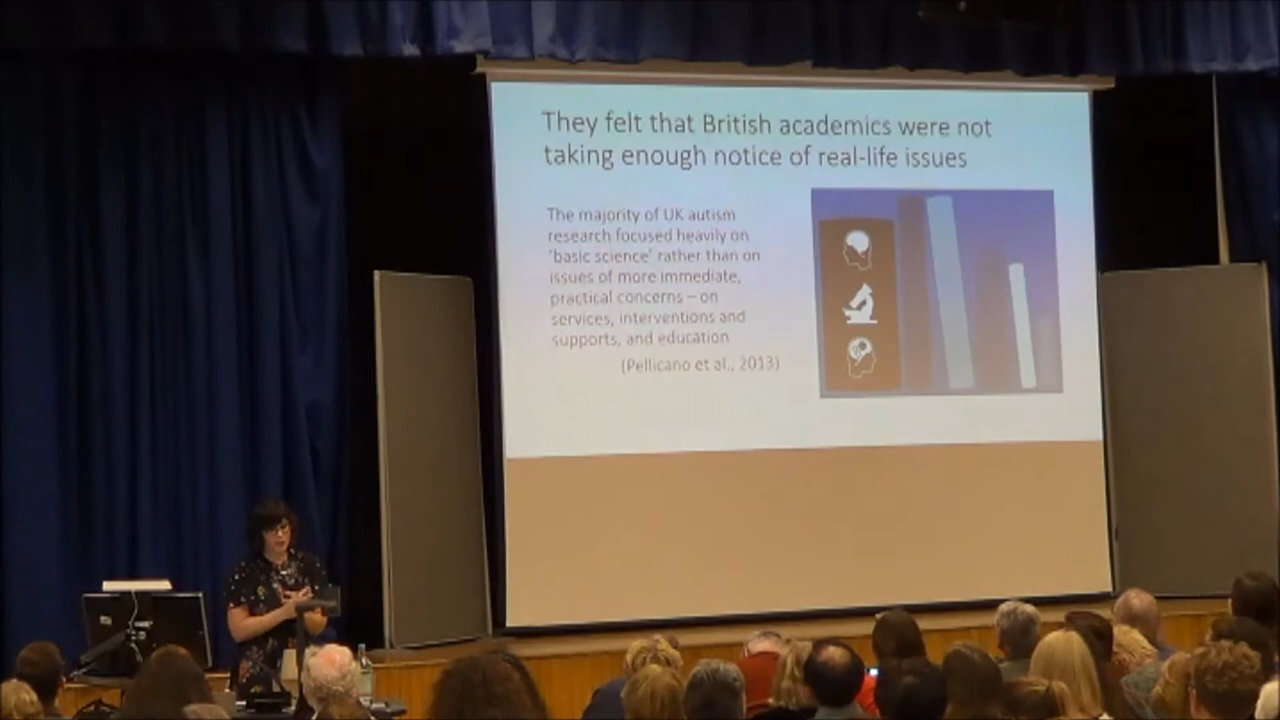 They felt that British academics were not
taking enough notice of real-life issues
The majority of UK autism
research focused heavily on
‘basic science’ rather than on
issues of more immediate,
practical concerns – on
services, interventions and
supports, and education
(Pellicano et al., 2013)